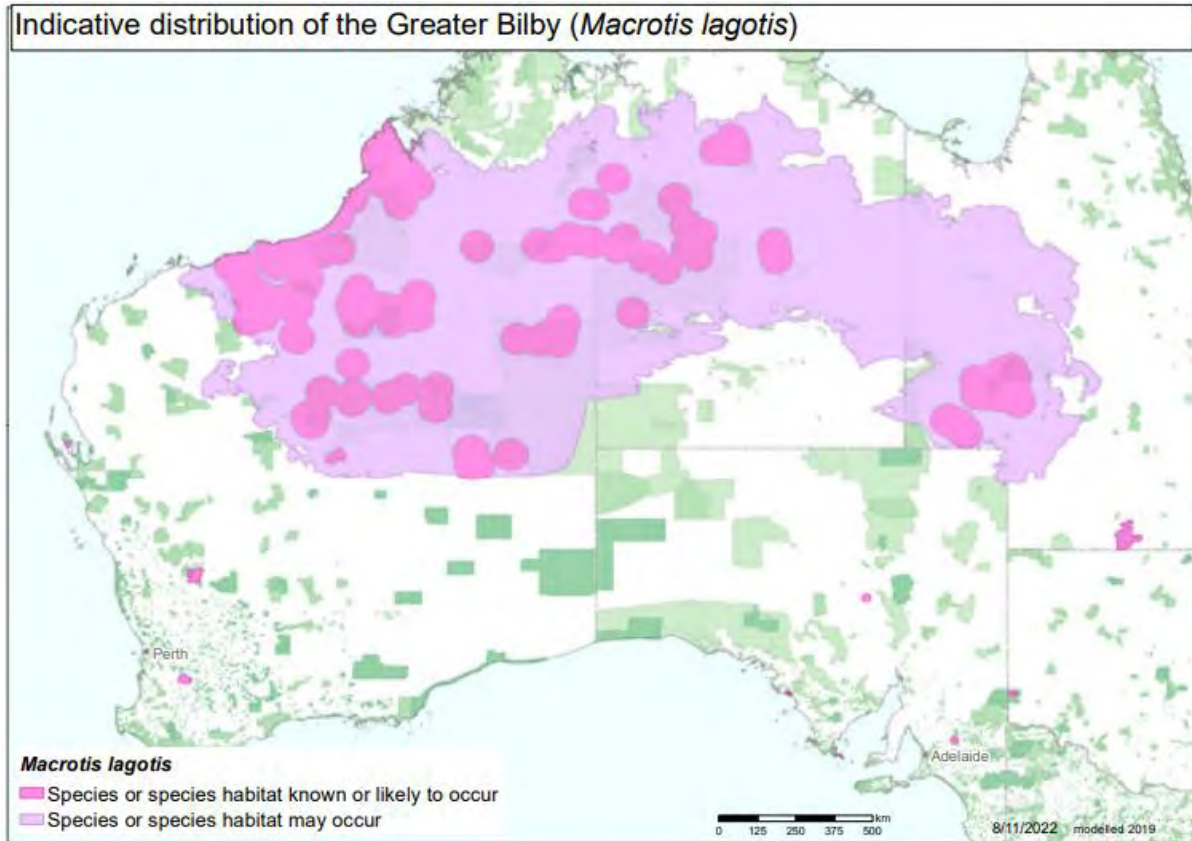 Indicative distribution of the Greater Bilby (Macrotis lagotis)
Perth
Adelaide
Macrotis lagotis
Species or species habitat known or likely to occur
Species or species habitat may occur
km
0 125 250 375 500
8/11/2022 modelled 2019